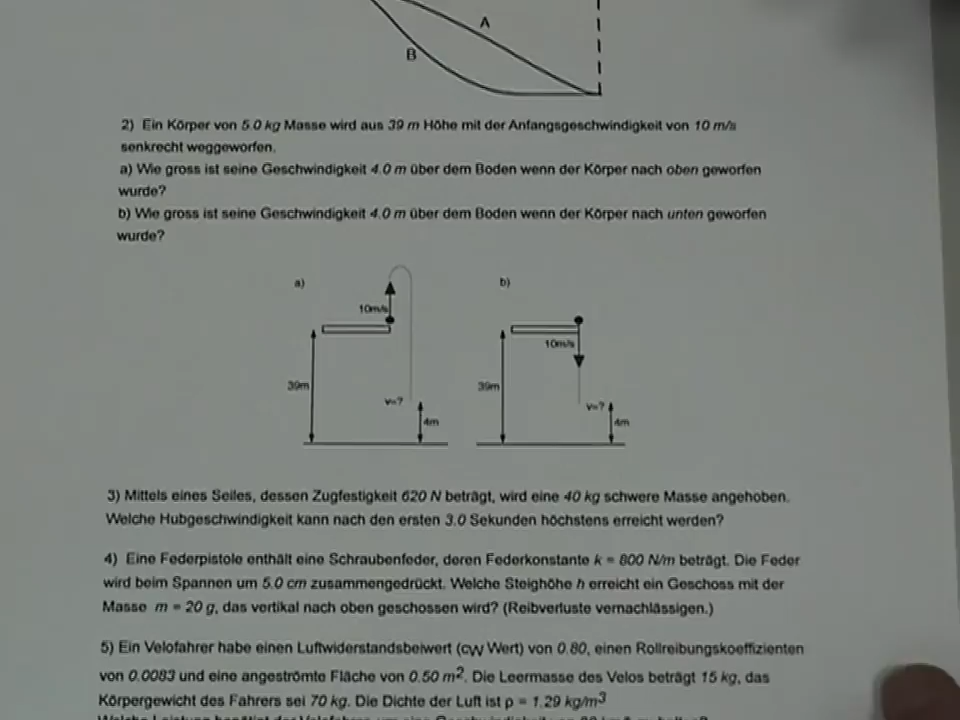 A
B
2) Ein Körper von 5.0 kg Masse wird aus 39 m Höhe mit der Anfangsgeschwindigkeit von 10 m/s
senkrecht weggeworfen.
a) Wie gross ist seine Geschwindigkeit 4.0 m über dem Boden wenn der Körper nach oben geworfen
wurde?
b) Wie gross ist seine Geschwindigkeit 4.0 m über dem Boden wenn der Körper nach unten geworfen
wurde?
a)
10m/s
39m
v=?
4m
b)
10m/s
39m
v=?
4m
3) Mittels eines Seiles, dessen Zugfestigkeit 620 N beträgt, wird eine 40 kg schwere Masse angehoben.
Welche Hubgeschwindigkeit kann nach den ersten 3.0 Sekunden höchstens erreicht werden?
4) Eine Federpistole enthält eine Schraubenfeder, deren Federkonstante k = 800 N/m beträgt. Die Feder
wird beim Spannen um 5.0 cm zusammengedrückt. Welche Steighöhe h erreicht ein Geschoss mit der
Masse m = 20 g, das vertikal nach oben geschossen wird? (Reibverluste vernachlässigen.)
5) Ein Velofahrer habe einen Luftwiderstandsbeiwert (cw Wert) von 0.80, einen Rollreibungskoeffizienten
von 0.0083 und eine angeströmte Fläche von 0.50 m². Die Leermasse des Velos beträgt 15 kg, das
Körpergewicht des Fahrers sei 70 kg. Die Dichte der Luft ist ρ = 1.29 kg/m³